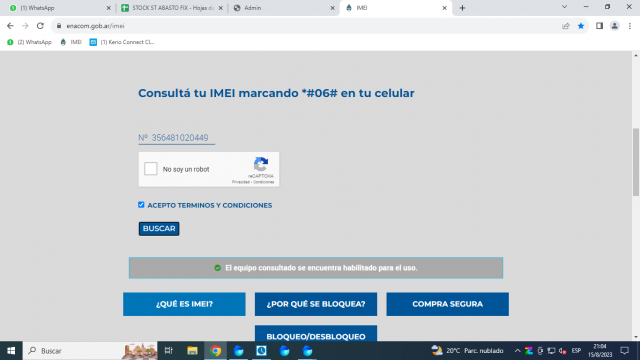 (1) WhatsApp
STOCK ST ABASTO FIX - Hojas de
Admin
IMEI
enacom.gob.ar/imei
(2) WhatsApp
IMEI
(1) Kerio Connect Cl...
Consultá tu IMEI marcando *#06# en tu celular
Nº 356481020449
No soy un robot
reCAPTCHA
Privacidad - Condiciones
ACEPTO TERMINOS Y CONDICIONES
BUSCAR
El equipo consultado se encuentra habilitado para el uso.
¿QUÉ ES IMEI?
¿POR QUÉ SE BLOQUEA?
COMPRA SEGURA
BLOQUEO/DESBLOQUEO
Buscar
20°C Parc. nublado
ESP
21:04
15/8/2023